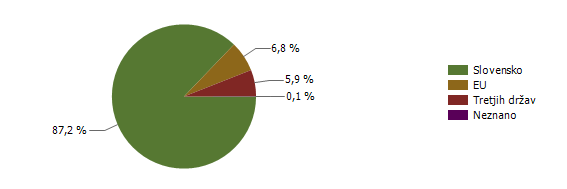 6,8 %
5,9 %
0,1 %
87,2 %
Slovensko
EU
Tretjih držav
Neznano